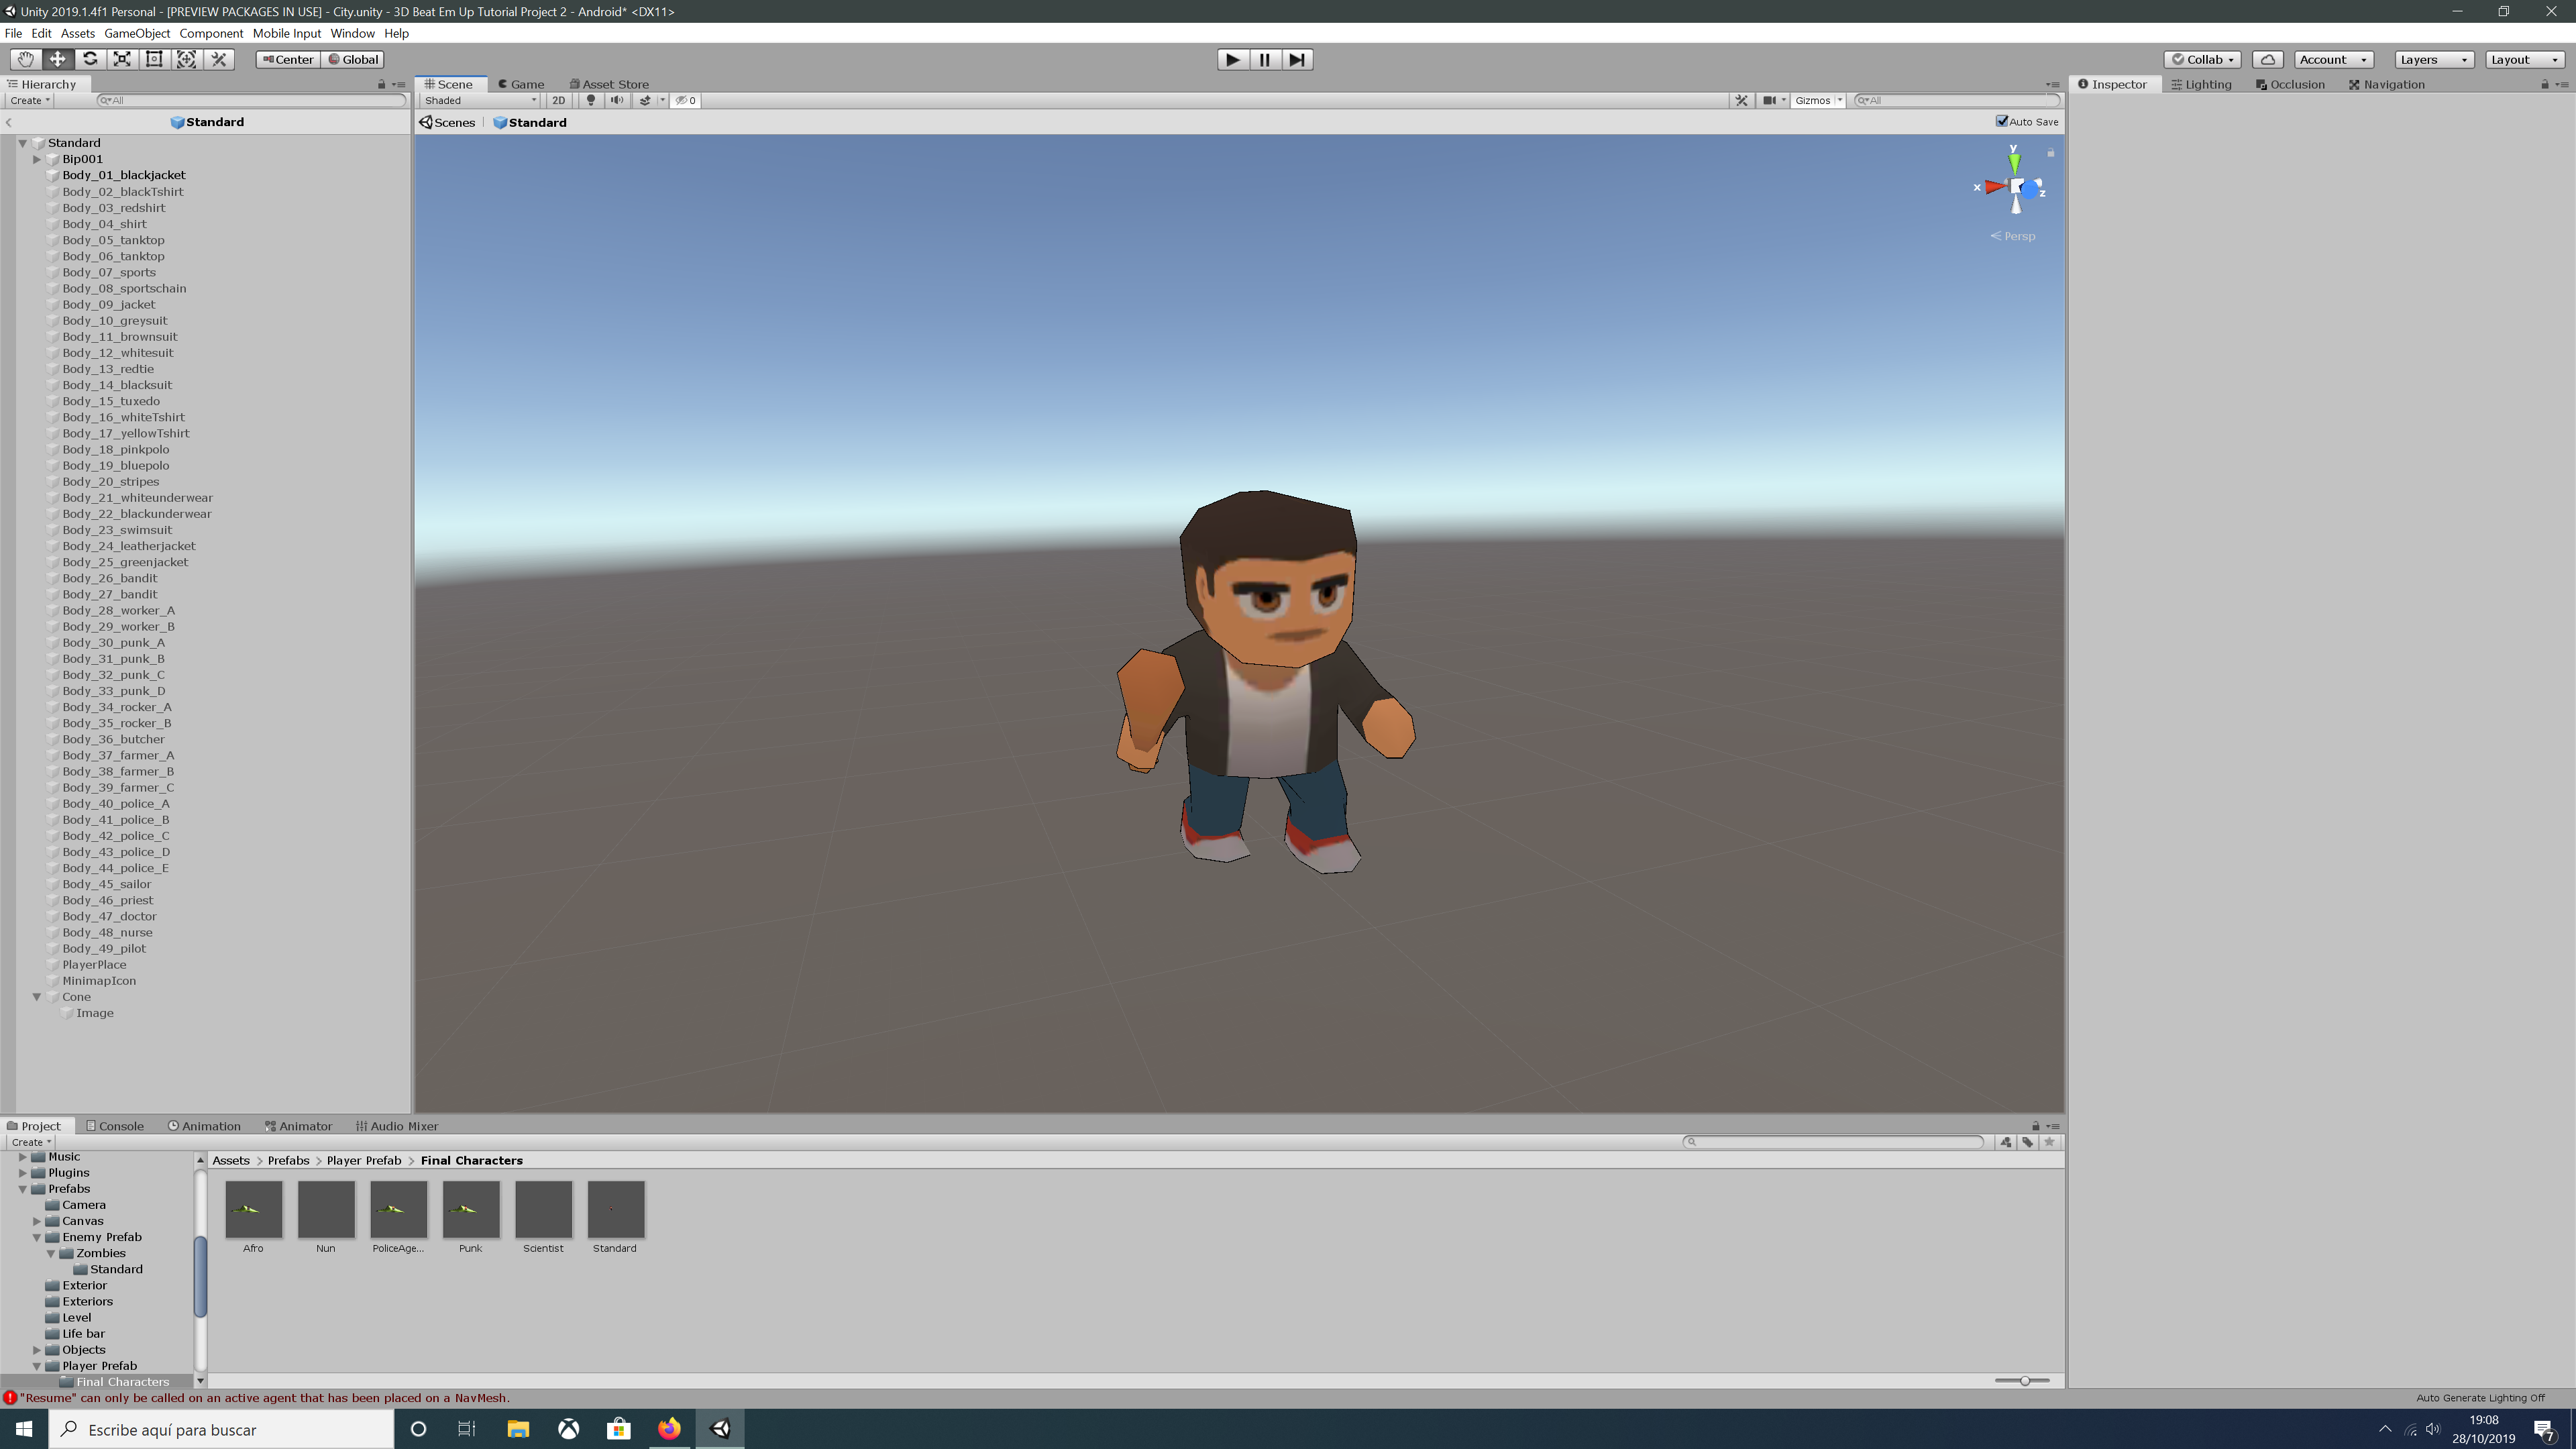 Unity 2019.1.4f1 Personal - [PREVIEW PACKAGES IN USE] - City.unity - 3D Beat Em Up Tutorial Project 2 - Android* <DX11>
File Edit Assets GameObject Component Mobile Input Window Help
Center Global Collab Account Layers Layout
Hierarchy
Create All
Standard
Standard
Bip001
Body_01_blackjacket
Body_02_blackTshirt
Body_03_redshirt
Body_04_shirt
Body_05_tanktop
Body_06_tanktop
Body_07_sports
Body_08_sportschain
Body_09_jacket
Body_10_greysuit
Body_11_brownsuit
Body_12_whitesuit
Body_13_redtie
Body_14_blacksuit
Body_15_tuxedo
Body_16_whiteTshirt
Body_17_yellowTshirt
Body_18_pinkpolo
Body_19_bluepolo
Body_20_stripes
Body_21_whiteunderwear
Body_22_blackunderwear
Body_23_swimsuit
Body_24_leatherjacket
Body_25_greenjacket
Body_26_bandit
Body_27_bandit
Body_28_worker_A
Body_29_worker_B
Body_30_punk_A
Body_31_punk_B
Body_32_punk_C
Body_33_punk_D
Body_34_rocker_A
Body_35_rocker_B
Body_36_butcher
Body_37_farmer_A
Body_38_farmer_B
Body_39_farmer_C
Body_40_police_A
Body_41_police_B
Body_42_police_C
Body_43_police_D
Body_44_police_E
Body_45_sailor
Body_46_priest
Body_47_doctor
Body_48_nurse
Body_49_pilot
PlayerPlace
MinimapIcon
Cone
Image
Scene Game Asset Store
Shaded 2D 0 Gizmos All
Scenes Standard Auto Save
y
x z
Persp
Inspector Lighting Occlusion Navigation
Project Console Animation Animator Audio Mixer
Create
Music
Plugins
Prefabs
Camera
Canvas
Enemy Prefab
Zombies
Standard
Exterior
Exteriors
Level
Life bar
Objects
Player Prefab
Final Characters
Assets > Prefabs > Player Prefab > Final Characters
Afro Nun PoliceAge... Punk Scientist Standard
"Resume" can only be called on an active agent that has been placed on a NavMesh.
Auto Generate Lighting Off
Escribe aquí para buscar
19:08
28/10/2019
7